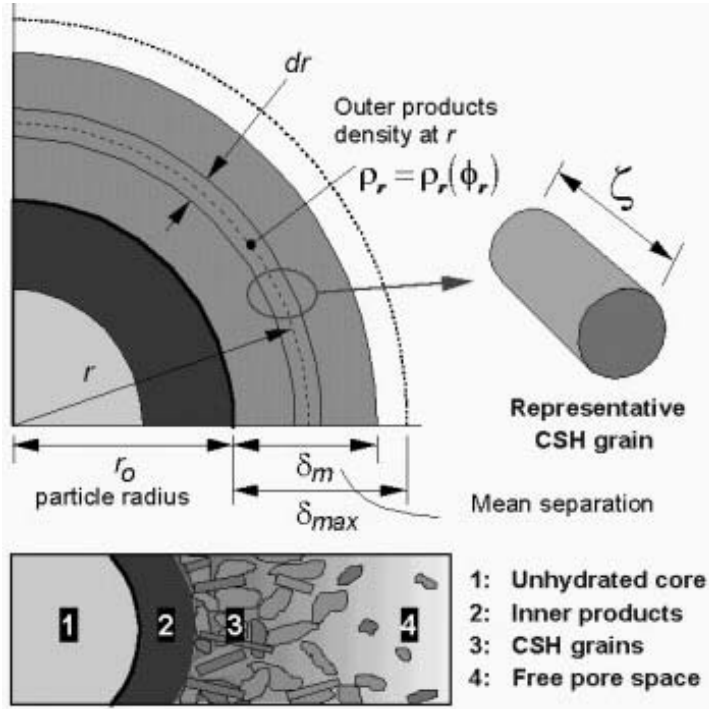 dr
Outer products
density at r
ρr = ρr(ϕr)
ζ
r
Representative
CSH grain
ro
particle radius
δm
δmax
Mean separation
1 2 3 4
1: Unhydrated core
2: Inner products
3: CSH grains
4: Free pore space